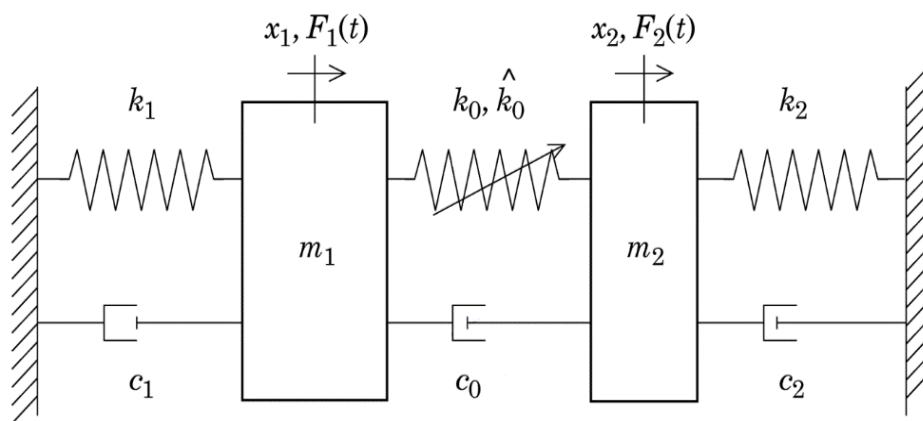 x₁, F₁(t)
x₂, F₂(t)
k₁
k₀, k̂₀
k₂
m₁
m₂
c₁
c₀
c₂